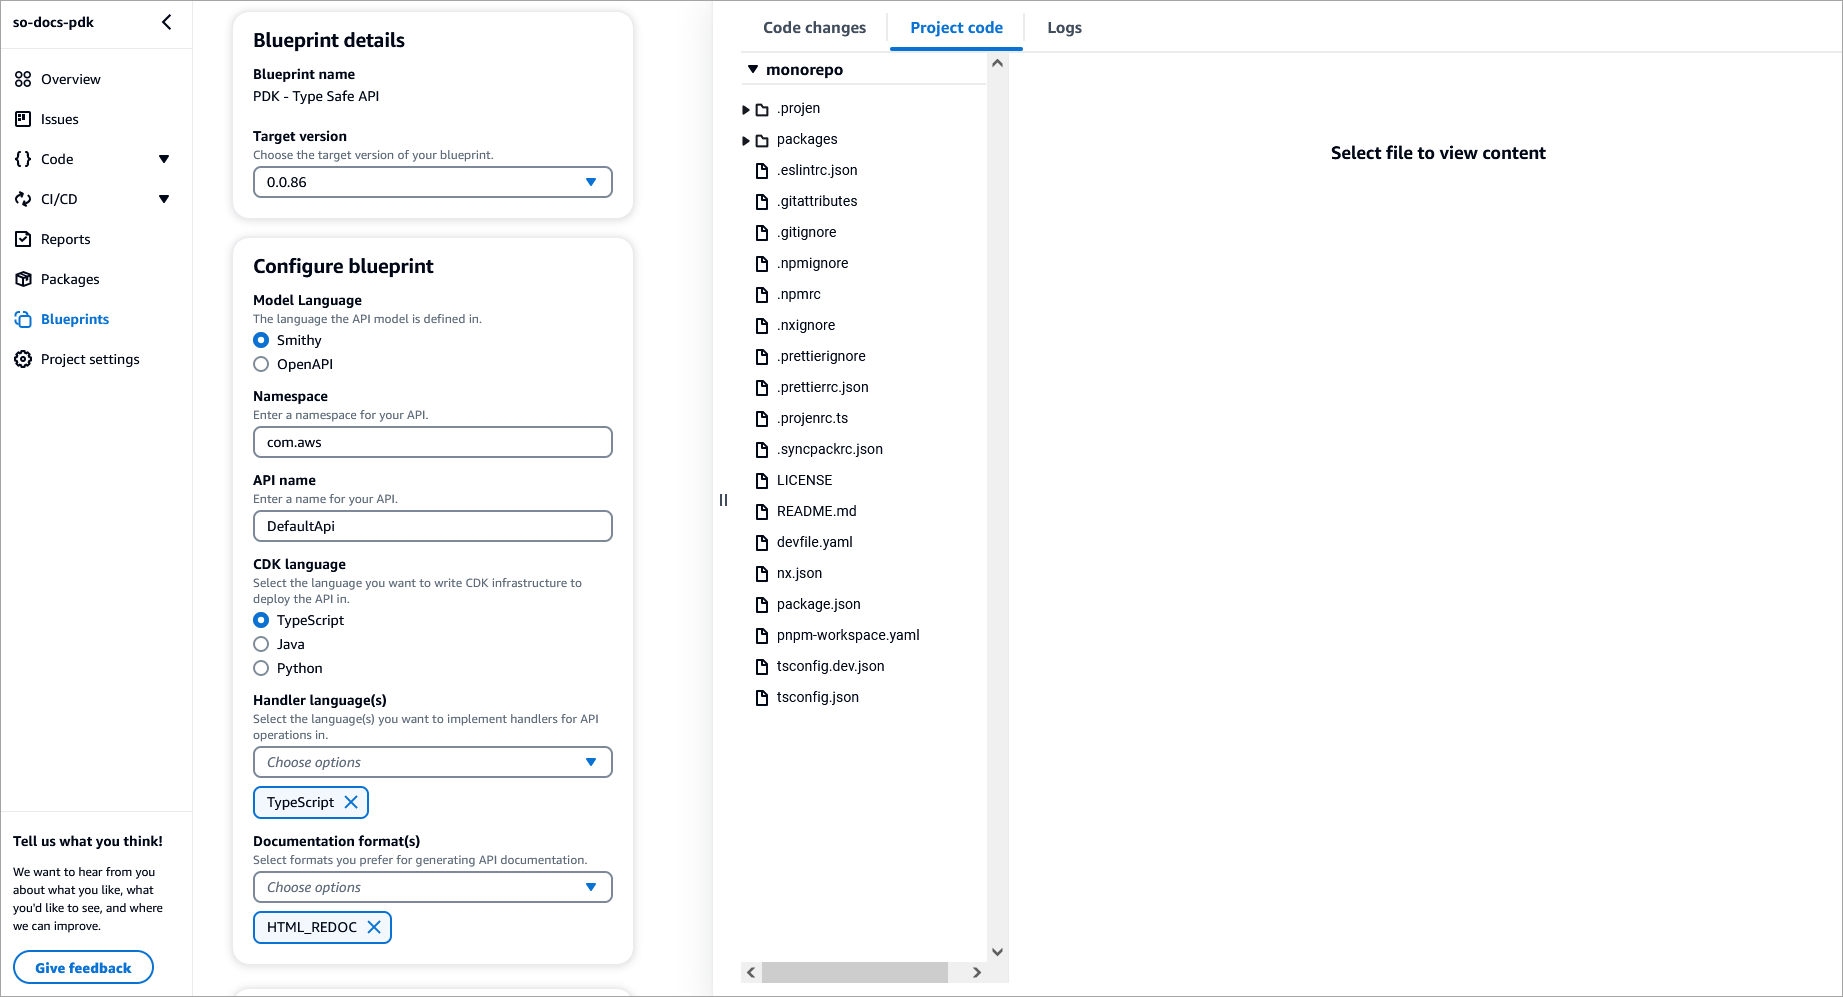 so-docs-pdk
Overview
Issues
Code
CI/CD
Reports
Packages
Blueprints
Project settings
Tell us what you think!
We want to hear from you
about what you like, what
you'd like to see, and where
we can improve.
Give feedback
Blueprint details
Blueprint name
PDK - Type Safe API
Target version
Choose the target version of your blueprint.
0.0.86
Configure blueprint
Model Language
The language the API model is defined in.
Smithy
OpenAPI
Namespace
Enter a namespace for your API.
com.aws
API name
Enter a name for your API.
DefaultApi
CDK language
Select the language you want to write CDK infrastructure to
deploy the API in.
TypeScript
Java
Python
Handler language(s)
Select the language(s) you want to implement handlers for API
operations in.
Choose options
TypeScript
Documentation format(s)
Select formats you prefer for generating API documentation.
Choose options
HTML_REDOC
Code changes
Project code
Logs
monorepo
.projen
packages
.eslintrc.json
.gitattributes
.gitignore
.npmignore
.npmrc
.nxignore
.prettierignore
.prettierrc.json
.projenrc.ts
.syncpackrc.json
LICENSE
README.md
devfile.yaml
nx.json
package.json
pnpm-workspace.yaml
tsconfig.dev.json
tsconfig.json
Select file to view content